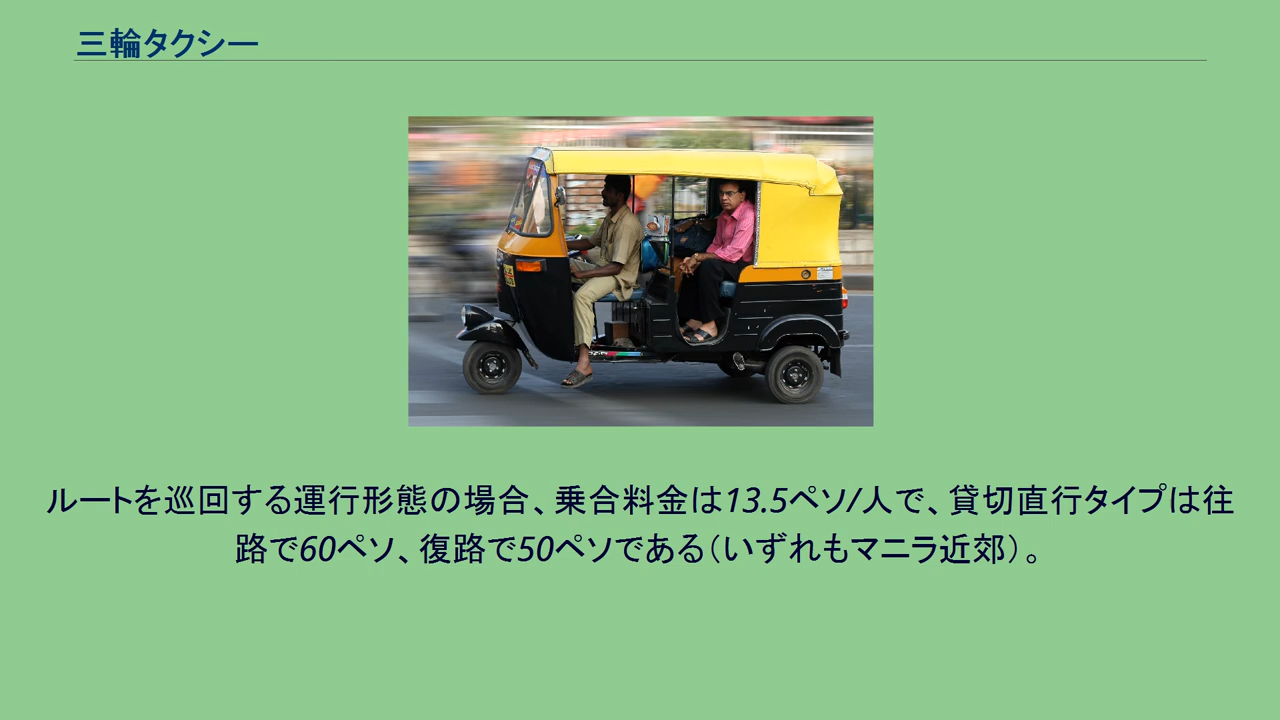 三輪タクシー
ルートを巡回する運行形態の場合、乗合料金は13.5ペソ/人で、貸切直行タイプは往
路で60ペソ、復路で50ペソである（いずれもマニラ近郊）。